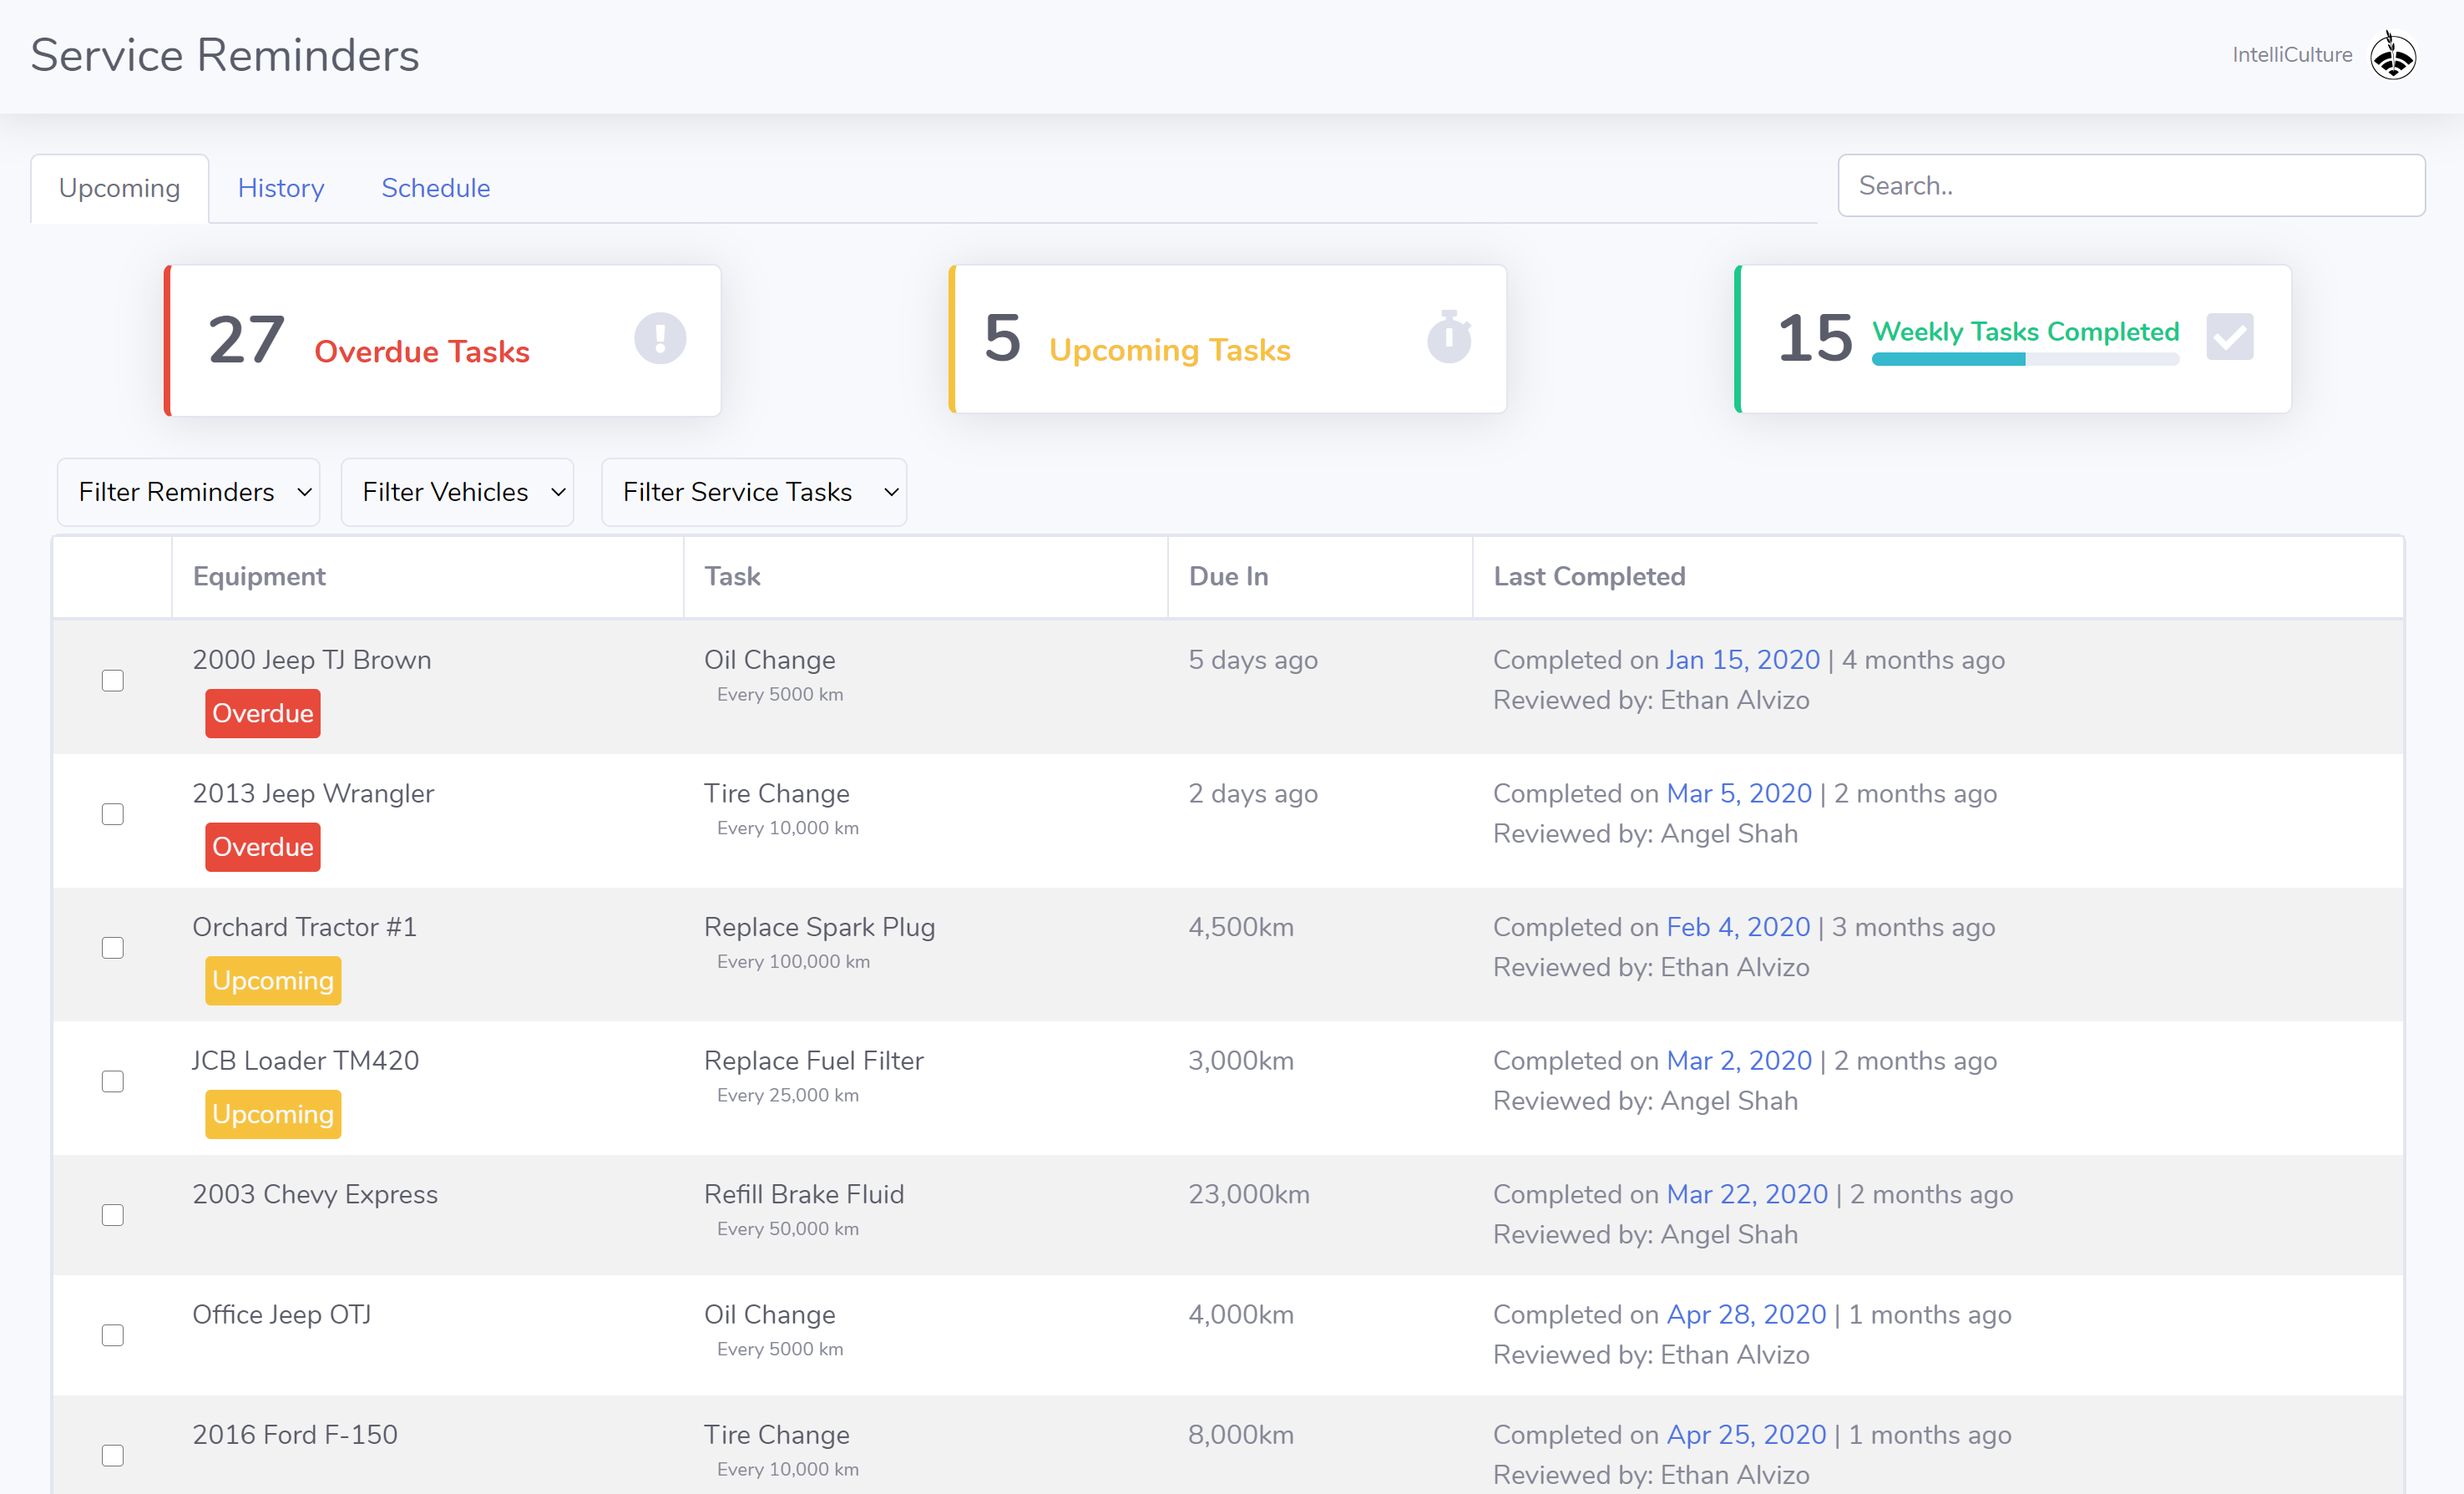 Service Reminders
IntelliCulture
Upcoming History Schedule
Search..
27 Overdue Tasks
5 Upcoming Tasks
15 Weekly Tasks Completed
Filter Reminders Filter Vehicles Filter Service Tasks
Equipment Task Due In Last Completed
2000 Jeep TJ Brown Oil Change 5 days ago Completed on Jan 15, 2020 | 4 months ago
Overdue Every 5000 km Reviewed by: Ethan Alvizo
2013 Jeep Wrangler Tire Change 2 days ago Completed on Mar 5, 2020 | 2 months ago
Overdue Every 10,000 km Reviewed by: Angel Shah
Orchard Tractor #1 Replace Spark Plug 4,500km Completed on Feb 4, 2020 | 3 months ago
Upcoming Every 100,000 km Reviewed by: Ethan Alvizo
JCB Loader TM420 Replace Fuel Filter 3,000km Completed on Mar 2, 2020 | 2 months ago
Upcoming Every 25,000 km Reviewed by: Angel Shah
2003 Chevy Express Refill Brake Fluid 23,000km Completed on Mar 22, 2020 | 2 months ago
Every 50,000 km Reviewed by: Angel Shah
Office Jeep OTJ Oil Change 4,000km Completed on Apr 28, 2020 | 1 months ago
Every 5000 km Reviewed by: Ethan Alvizo
2016 Ford F-150 Tire Change 8,000km Completed on Apr 25, 2020 | 1 months ago
Every 10,000 km Reviewed by: Ethan Alvizo